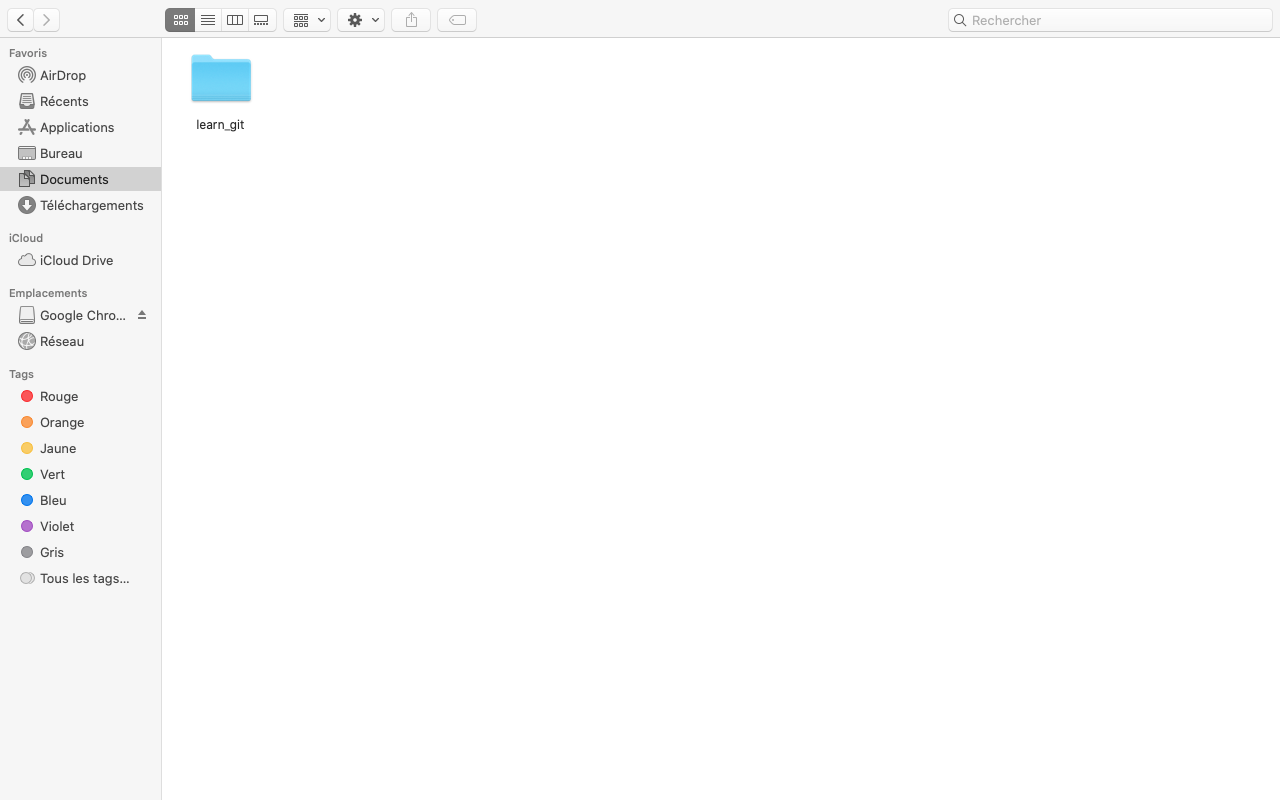 Rechercher
Favoris
AirDrop
Récents
Applications
Bureau
Documents
Téléchargements
iCloud
iCloud Drive
Emplacements
Google Chro...
Réseau
Tags
Rouge
Orange
Jaune
Vert
Bleu
Violet
Gris
Tous les tags...
learn_git